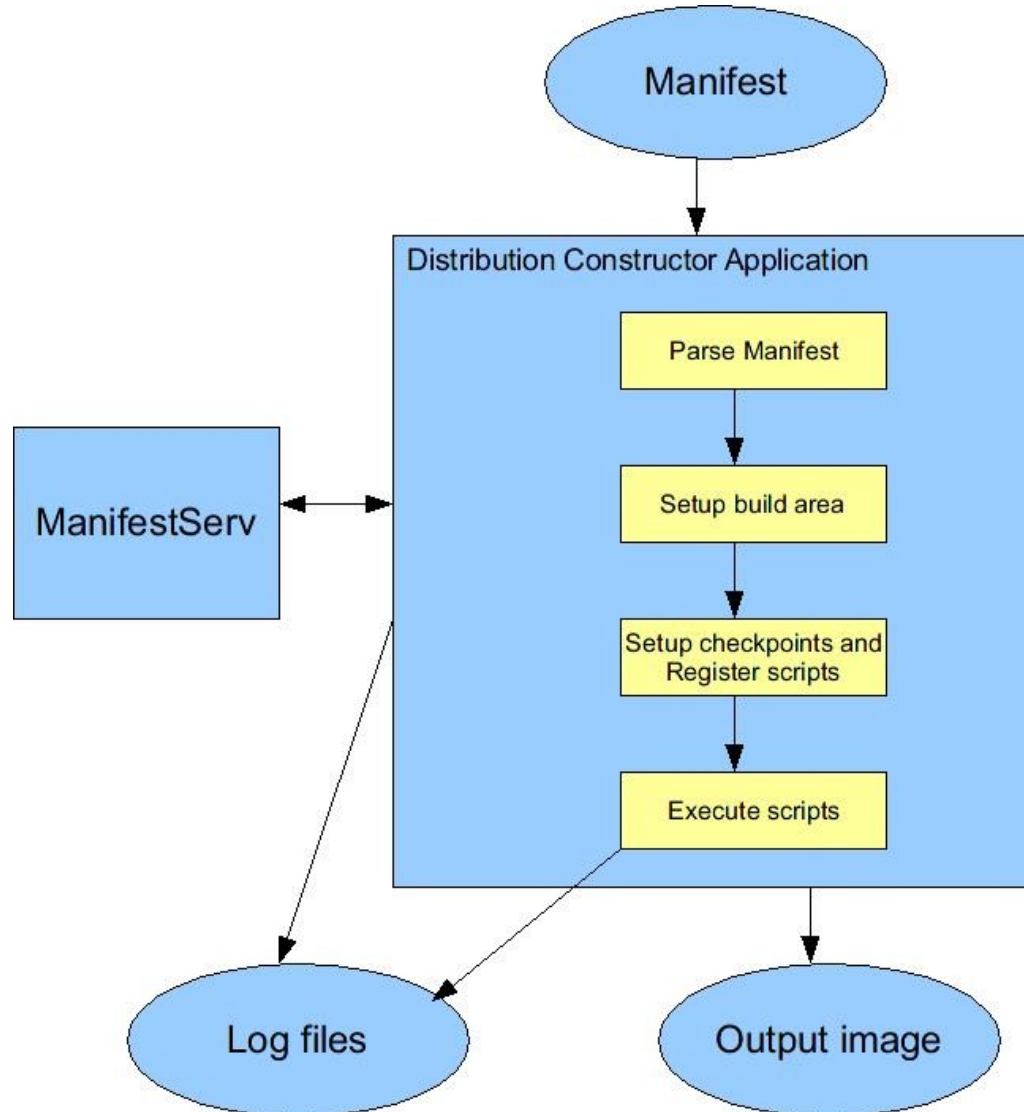 Manifest
Distribution Constructor Application
Parse Manifest
Setup build area
ManifestServ
Setup checkpoints and
Register scripts
Execute scripts
Log files
Output image